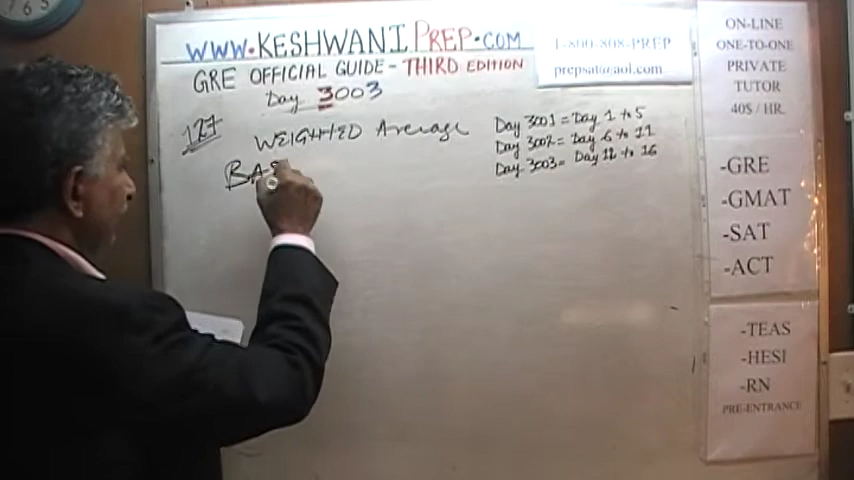 WWW.KESHWANIPREP.COM
GRE OFFICIAL GUIDE - THIRD EDITION
Day 3003
127
WEIGHTED Average
BAS
Day 3001 = Day 1 to 5
Day 3002 = Day 6 to 11
Day 3003 = Day 12 to 16
1-800-808-PREP
prepsat@aol.com
ON-LINE
ONE-TO-ONE
PRIVATE
TUTOR
40$ / HR.
-GRE
-GMAT
-SAT
-ACT
-TEAS
-HESI
-RN
PRE-ENTRANCE